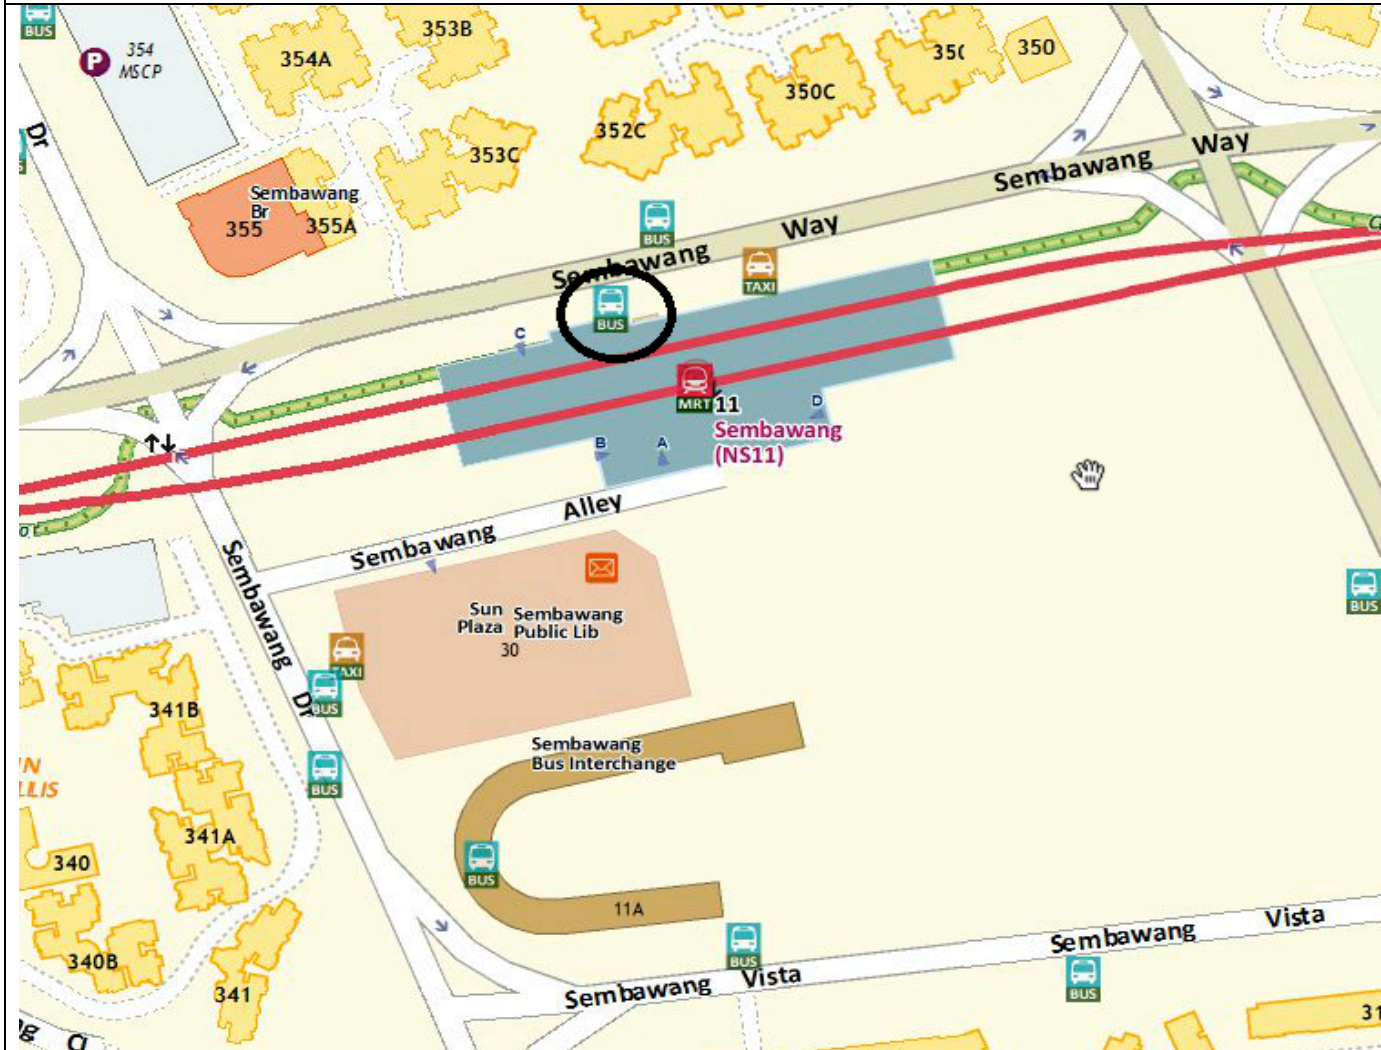 BUS
354
MSCP
P
354A
353B
350
350C
352C
353C
Dr
Sembawang
Br
355
355A
BUS
Sembawang Way
Sembawang Way
TAXI
BUS
C
MRT
11
Sembawang
(NS11)
D
B
A
Sembawang Alley
Sembawang Dr
Sun
Plaza
Sembawang
Public Lib
30
TAXI
BUS
BUS
BUS
341B
Sembawang
Bus Interchange
341A
340
BUS
11A
340B
341
BUS
Sembawang Vista
Sembawang Vista
BUS